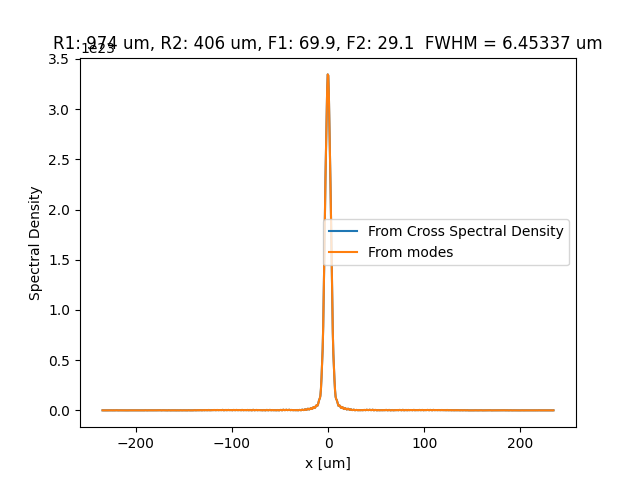 R1: 974 um, R2: 406 um, F1: 69.9, F2: 29.1  FWHM = 6.45337 um
1e23
3.5
3.0
2.5
2.0
1.5
1.0
0.5
0.0
Spectral Density
From Cross Spectral Density
From modes
−200 −100 0 100 200
x [um]